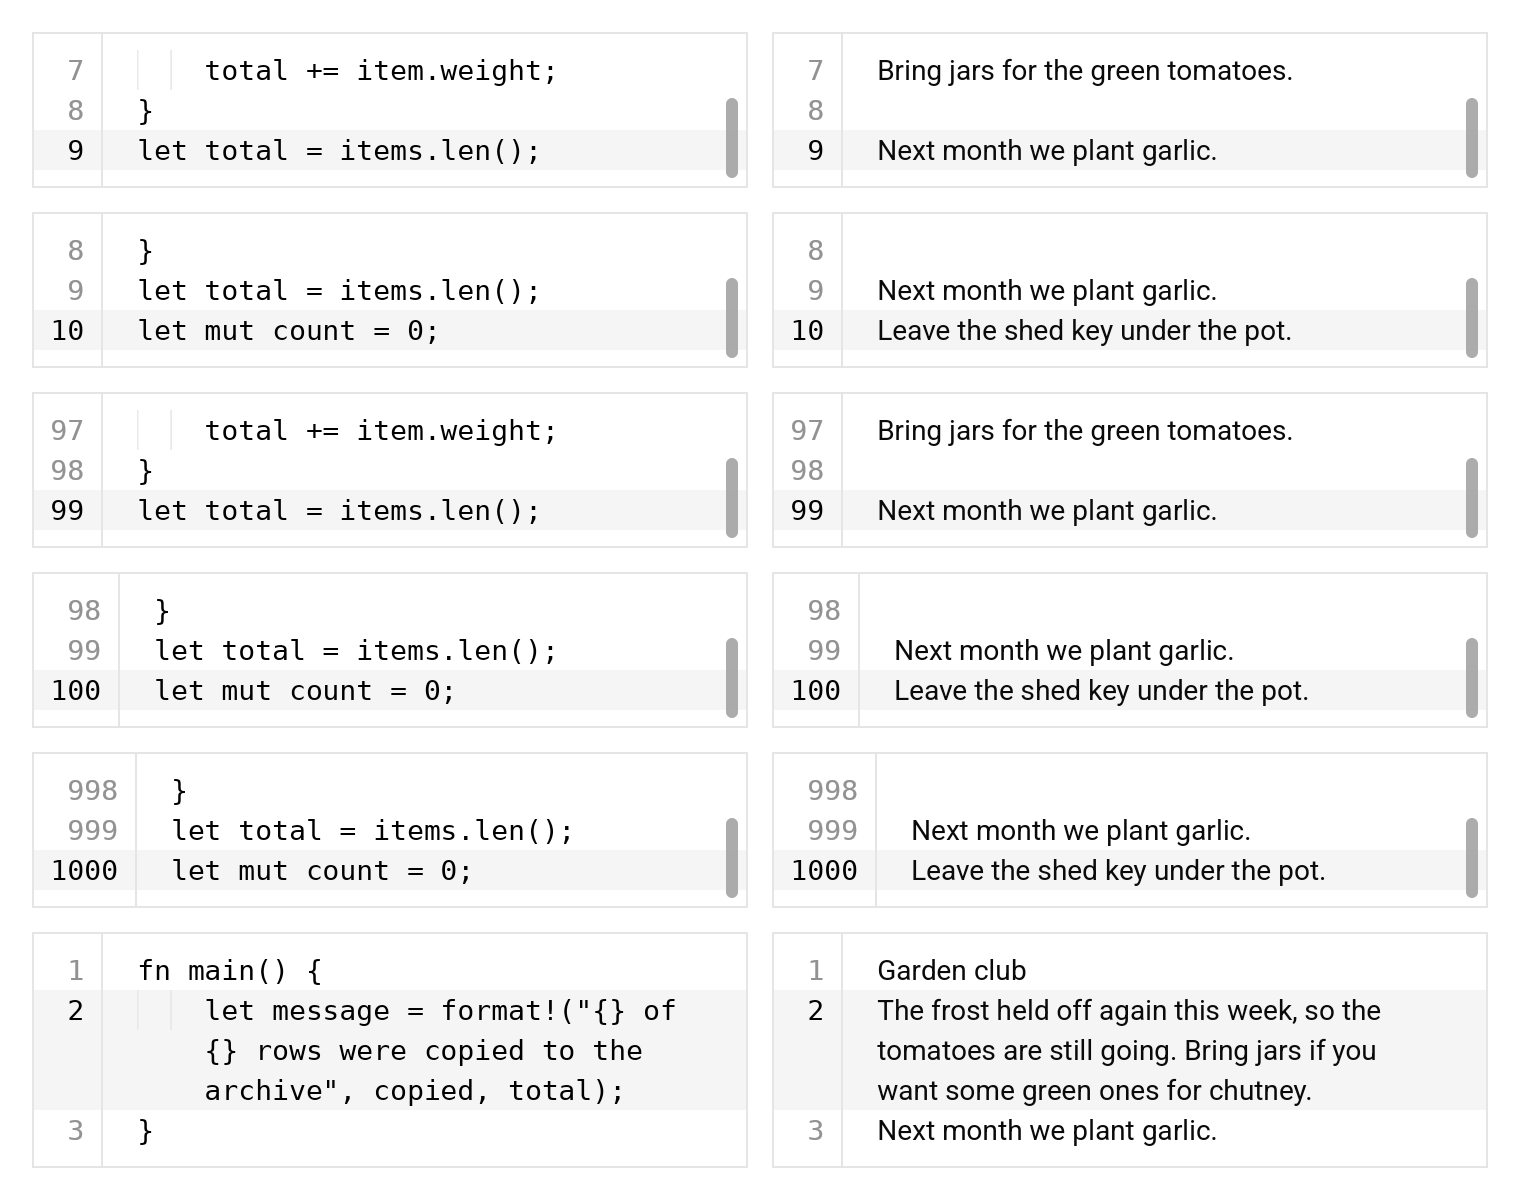 7 total += item.weight;
8 }
9 let total = items.len();
7 Bring jars for the green tomatoes.
8
9 Next month we plant garlic.
8 }
9 let total = items.len();
10 let mut count = 0;
8
9 Next month we plant garlic.
10 Leave the shed key under the pot.
97 total += item.weight;
98 }
99 let total = items.len();
97 Bring jars for the green tomatoes.
98
99 Next month we plant garlic.
98 }
99 let total = items.len();
100 let mut count = 0;
98
99 Next month we plant garlic.
100 Leave the shed key under the pot.
998 }
999 let total = items.len();
1000 let mut count = 0;
998
999 Next month we plant garlic.
1000 Leave the shed key under the pot.
1 fn main() {
2 let message = format!("{} of
{} rows were copied to the
archive", copied, total);
3 }
1 Garden club
2 The frost held off again this week, so the
tomatoes are still going. Bring jars if you
want some green ones for chutney.
3 Next month we plant garlic.